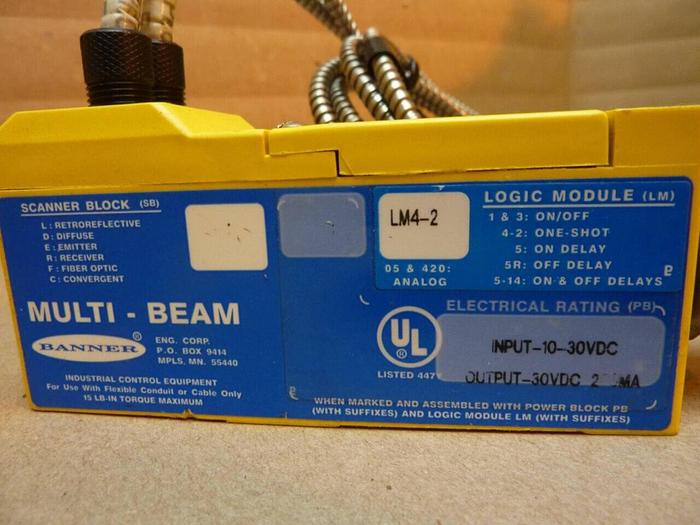 SCANNER BLOCK (SB)
L: RETROREFLECTIVE
D: DIFFUSE
E: EMITTER
R: RECEIVER
F: FIBER OPTIC
C: CONVERGENT
MULTI - BEAM
BANNER ®
ENG. CORP.
P.O. BOX 9414
MPLS, MN. 55440
INDUSTRIAL CONTROL EQUIPMENT
For Use With Flexible Conduit or Cable Only
15 LB-IN TORQUE MAXIMUM
LM4-2
05 & 420:
ANALOG
LOGIC MODULE (LM)
1 & 3: ON/OFF
4-2: ONE-SHOT
5: ON DELAY
5R: OFF DELAY
5-14: ON & OFF DELAYS
ELECTRICAL RATING (PB)
UL ®
LISTED
INPUT-10-30VDC
OUTPUT-30VDC MA
WHEN MARKED AND ASSEMBLED WITH POWER BLOCK PB
(WITH SUFFIXES) AND LOGIC MODULE LM (WITH SUFFIXES)